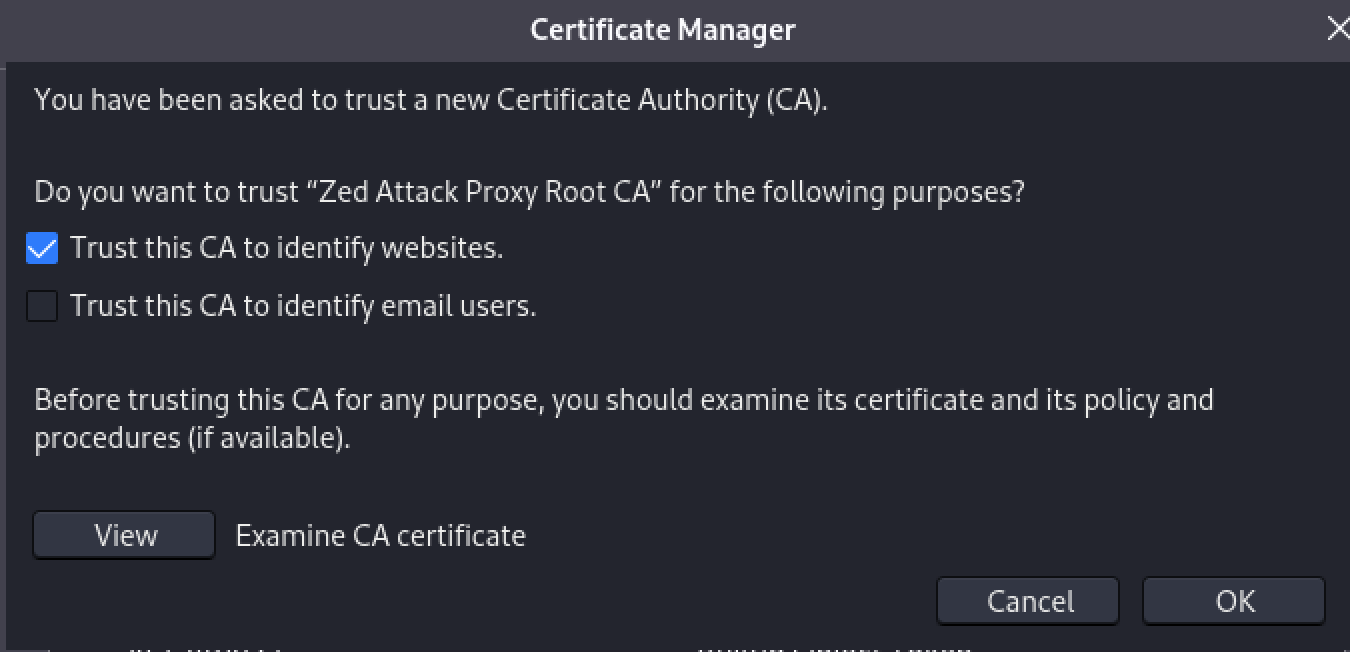 Certificate Manager
You have been asked to trust a new Certificate Authority (CA).
Do you want to trust “Zed Attack Proxy Root CA” for the following purposes?
Trust this CA to identify websites.
Trust this CA to identify email users.
Before trusting this CA for any purpose, you should examine its certificate and its policy and
procedures (if available).
View Examine CA certificate
Cancel OK